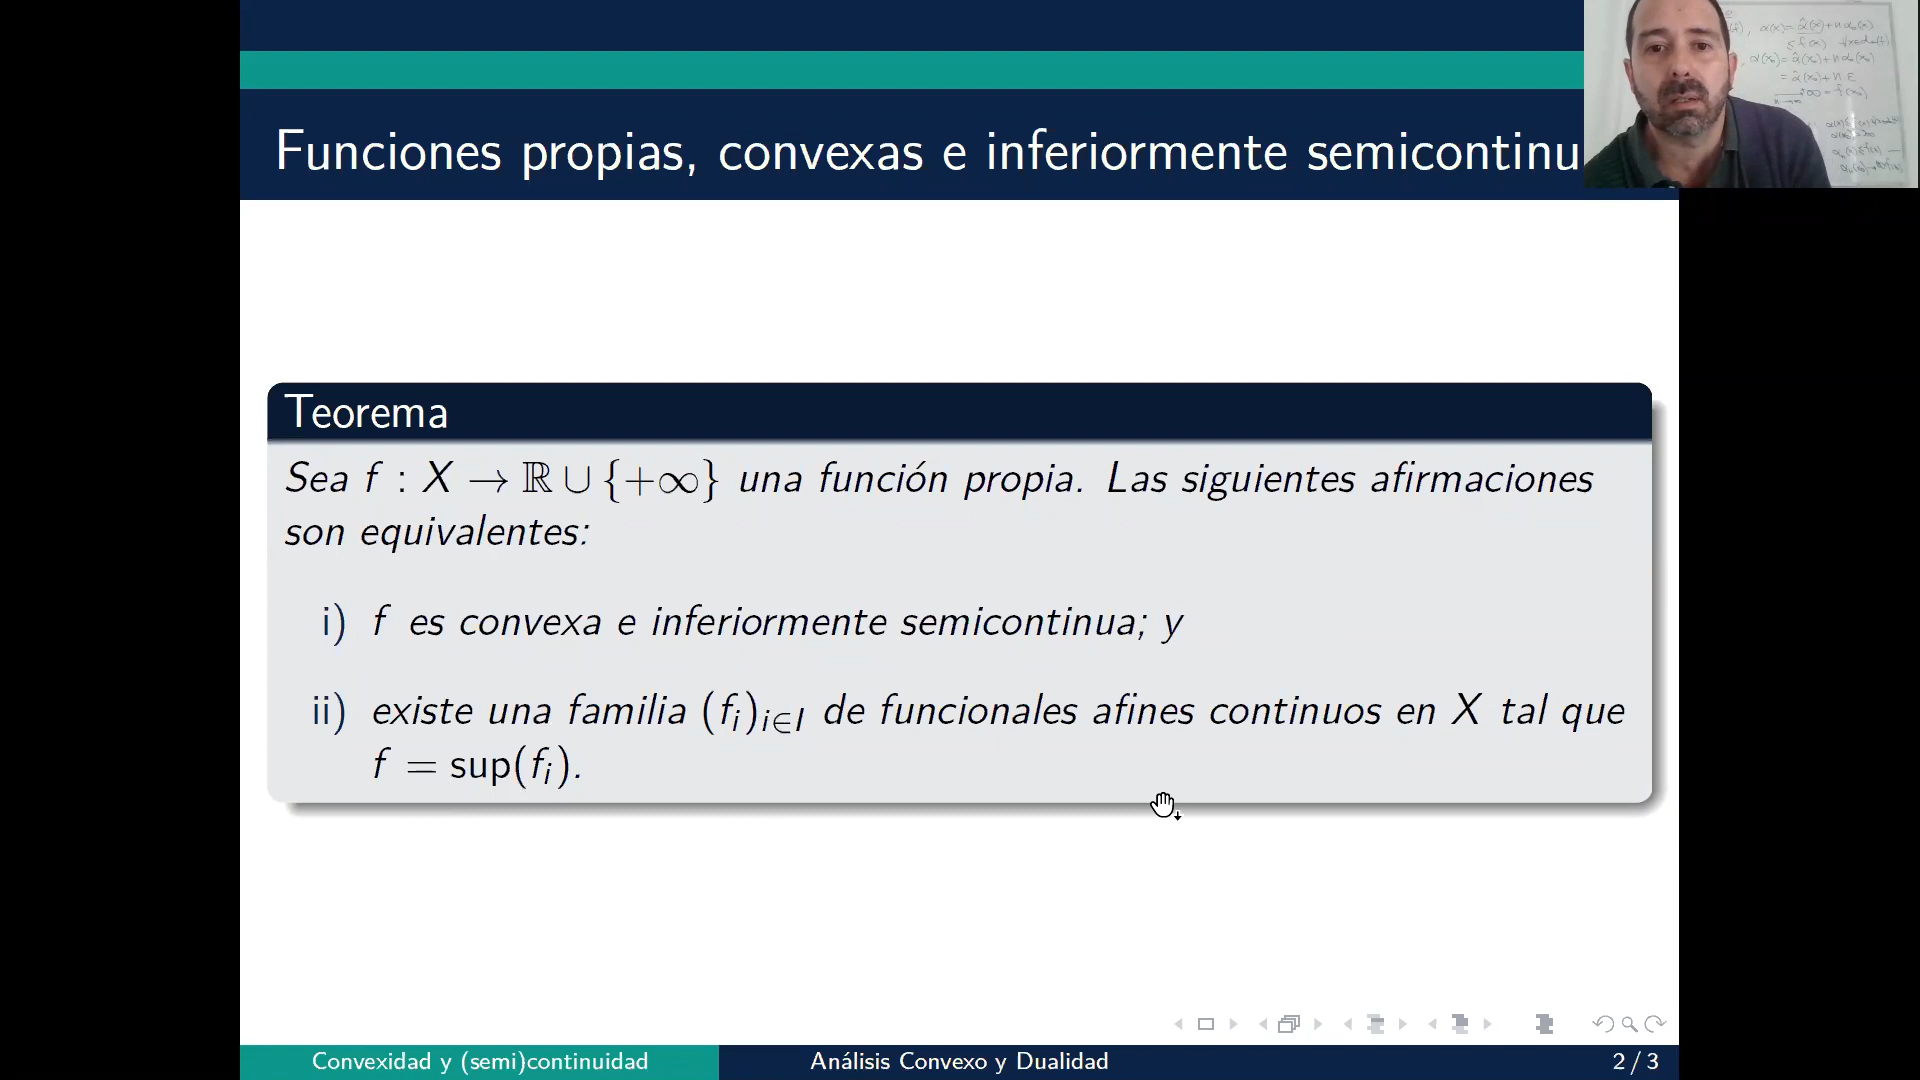 Funciones propias, convexas e inferiormente semicontinu
Teorema
Sea f : X → ℝ ∪ {+∞} una función propia. Las siguientes afirmaciones
son equivalentes:
i) f es convexa e inferiormente semicontinua; y
ii) existe una familia (fᵢ)ᵢ∈I de funcionales afines continuos en X tal que
f = sup(fᵢ).
Convexidad y (semi)continuidad
Análisis Convexo y Dualidad
2 / 3